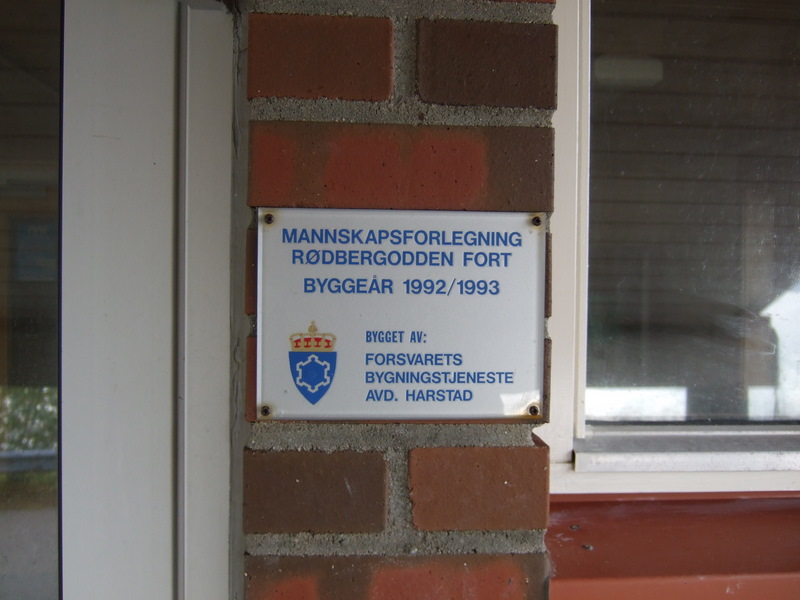 MANNSKAPSFORLEGNING
RØDBERGODDEN FORT
BYGGEÅR 1992/1993
BYGGET AV:
FORSVARETS
BYGNINGSTJENESTE
AVD. HARSTAD